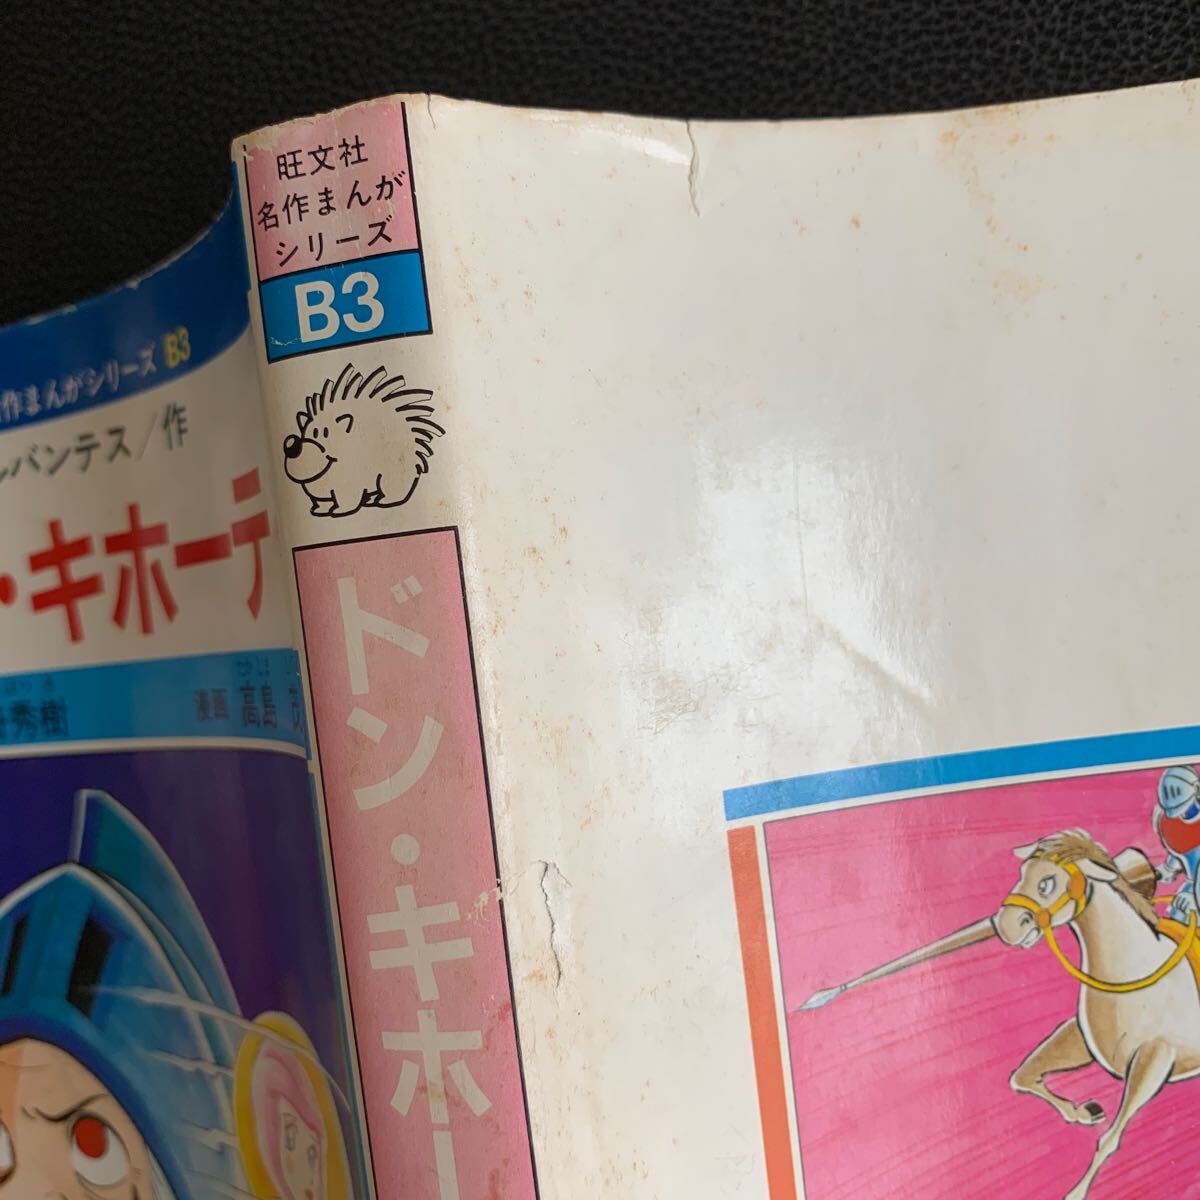 旺文社
名作まんが
シリーズ
B3
ドン・キホー
作まんがシリーズ B3
バンテス/作
・キホーテ
秀樹
漫画 高島